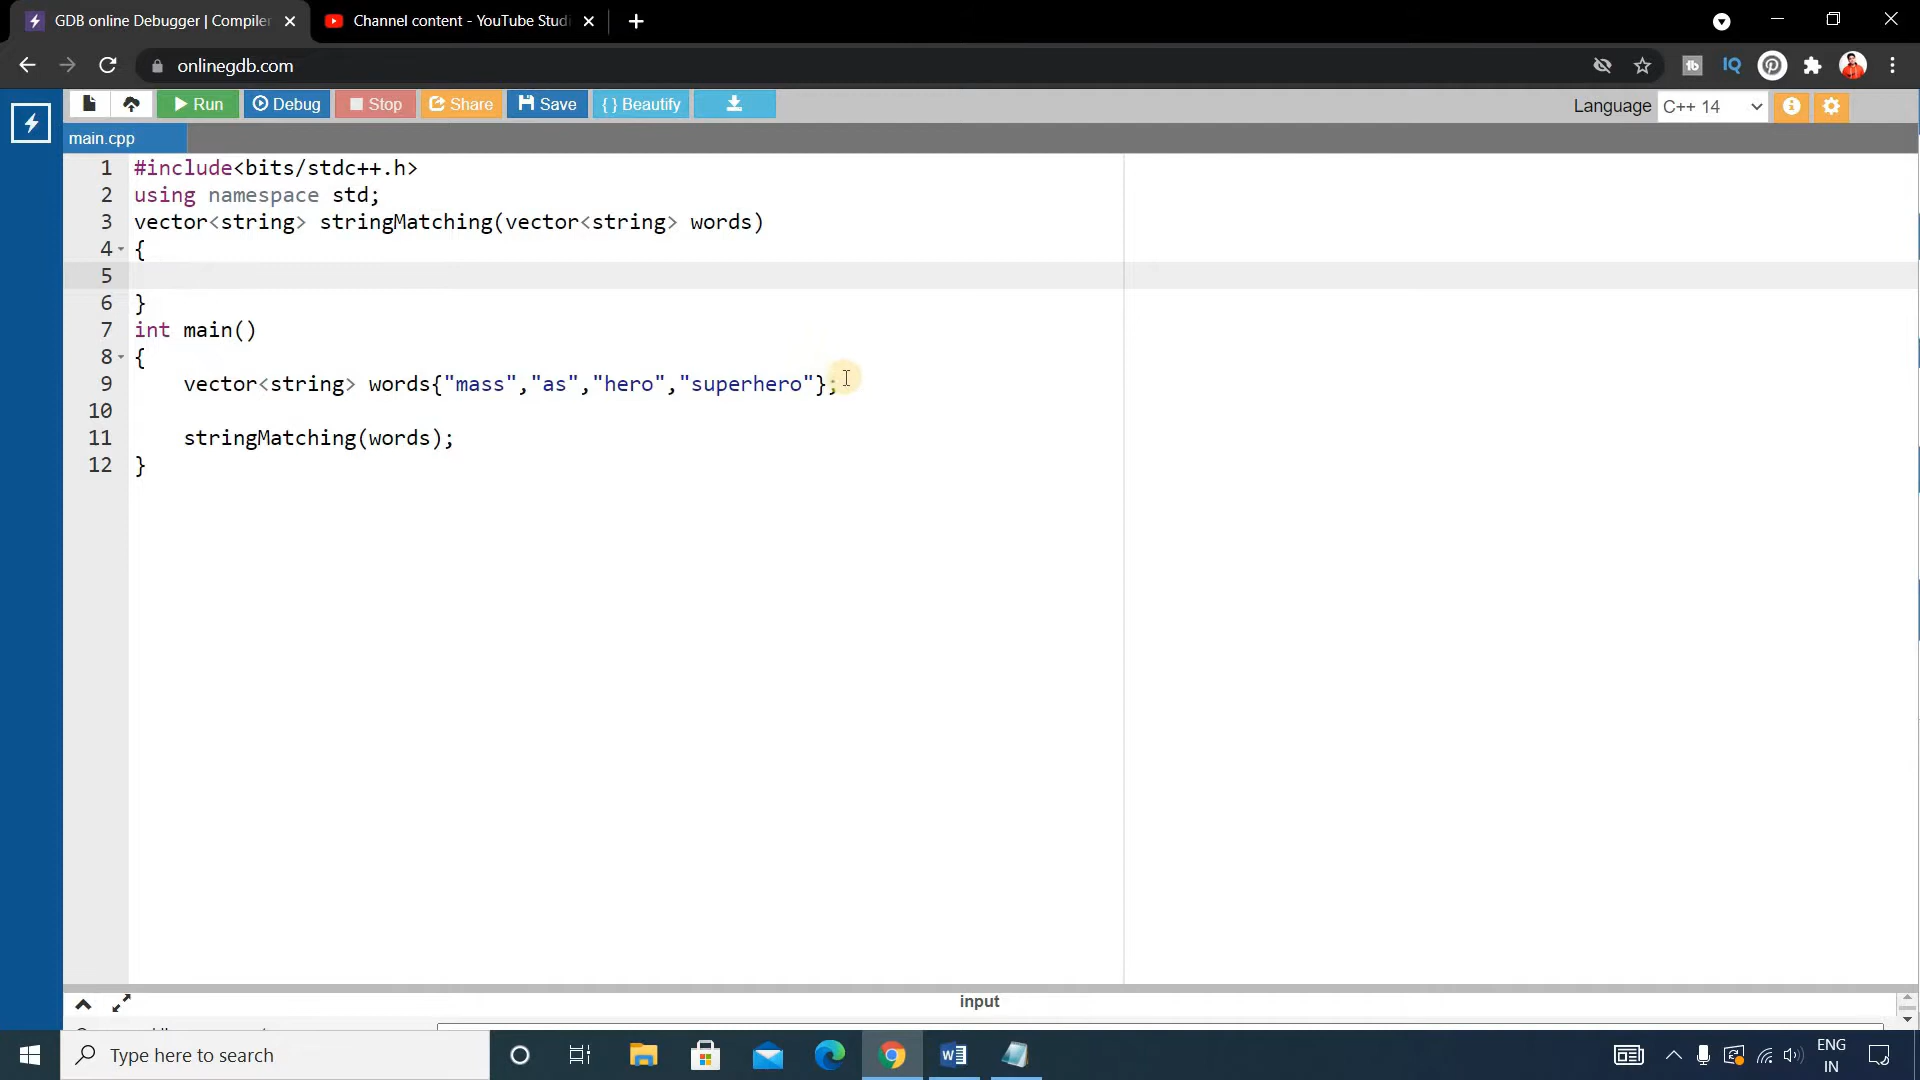 GDB online Debugger | Compiler
Channel content - YouTube Studi
onlinegdb.com
Run
Debug
Stop
Share
Save
{ } Beautify
Language
C++ 14
main.cpp
1 #include<bits/stdc++.h>
2 using namespace std;
3 vector<string> stringMatching(vector<string> words)
4 {
5
6 }
7 int main()
8 {
9 vector<string> words{"mass","as","hero","superhero"};
10
11 stringMatching(words);
12 }
input
Type here to search
ENG
IN